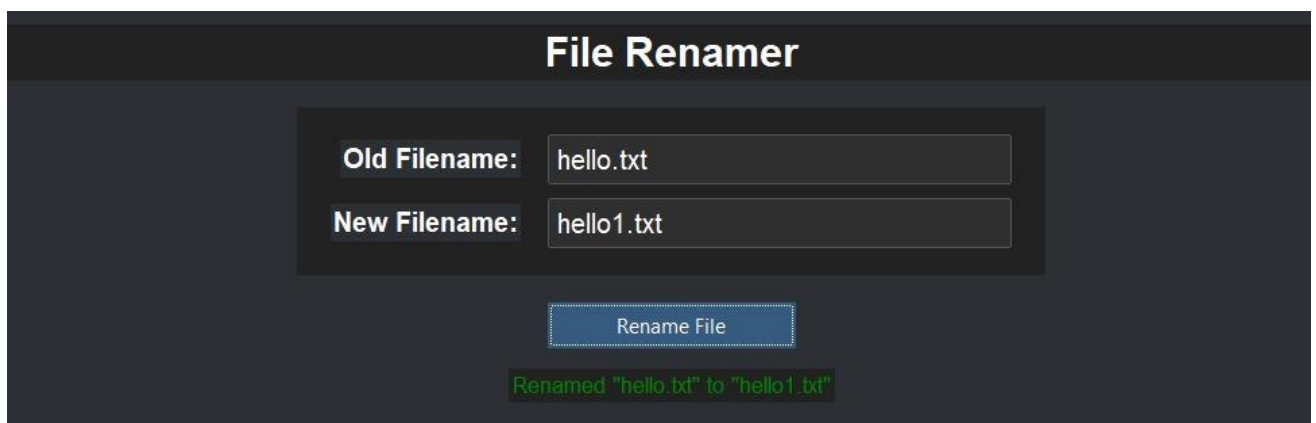 File Renamer
Old Filename: hello.txt
New Filename: hello1.txt
Rename File
Renamed "hello.txt" to "hello1.txt"